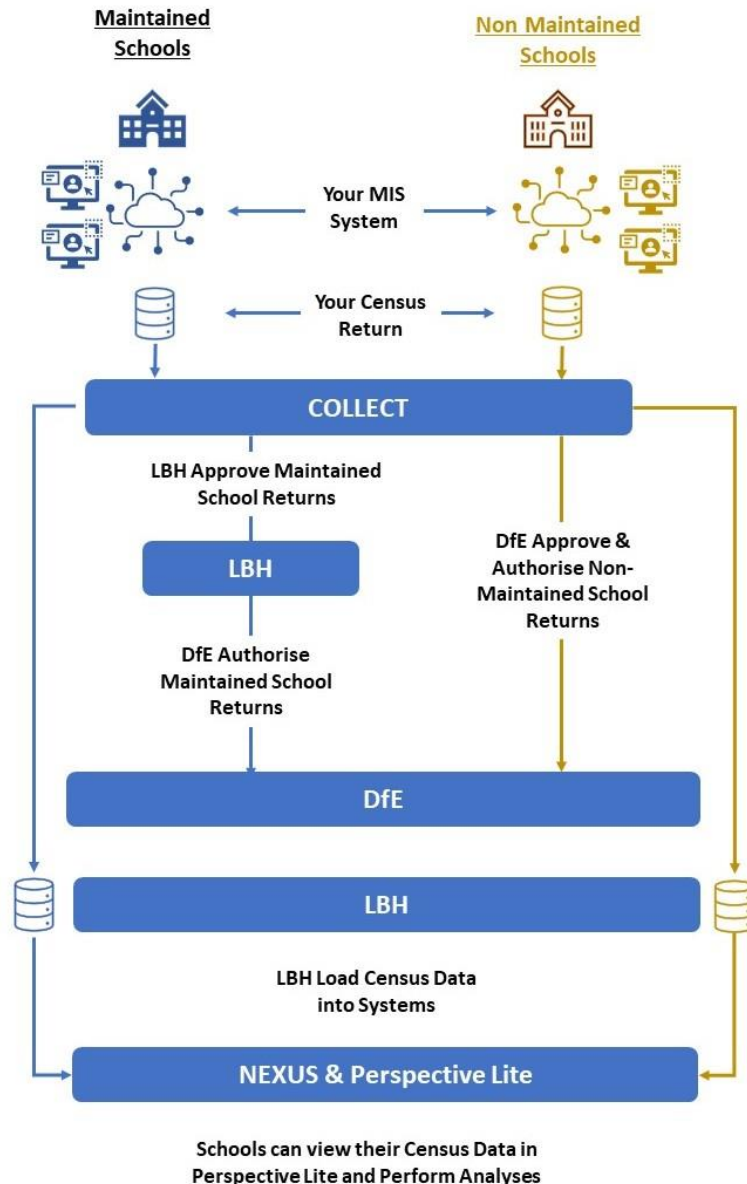 Maintained
Schools
Non Maintained
Schools
Your MIS
System
Your Census
Return
COLLECT
LBH Approve Maintained
School Returns
DfE Approve &
Authorise Non-
Maintained School
Returns
LBH
DfE Authorise
Maintained School
Returns
DfE
LBH
LBH Load Census Data
into Systems
NEXUS & Perspective Lite
Schools can view their Census Data in
Perspective Lite and Perform Analyses